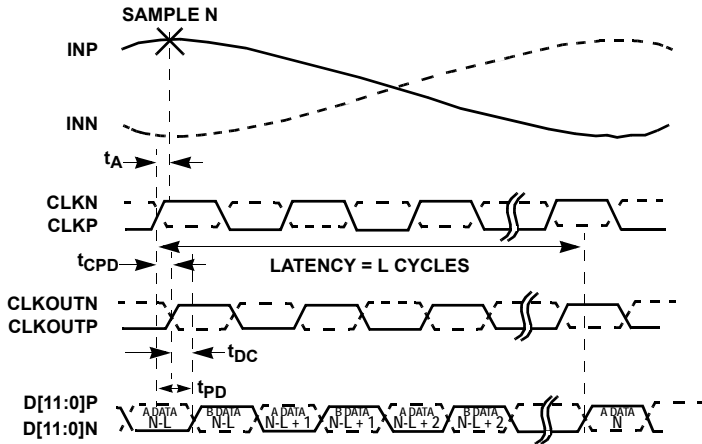 SAMPLE N
INP
INN
tA
CLKN
CLKP
tCPD
LATENCY = L CYCLES
CLKOUTN
CLKOUTP
tDC
tPD
D[11:0]P
D[11:0]N
A DATA
N-L
B DATA
N-L
A DATA
N-L + 1
B DATA
N-L + 1
A DATA
N-L + 2
B DATA
N-L + 2
A DATA
N